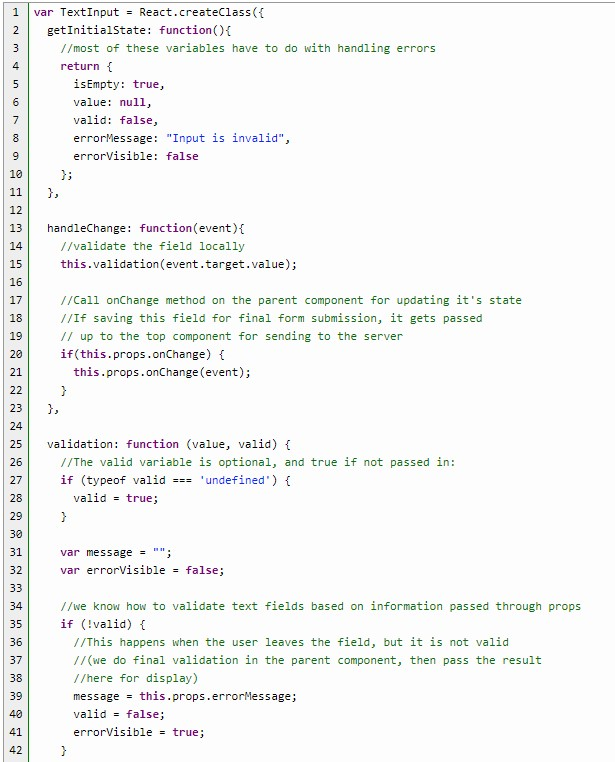 1 var TextInput = React.createClass({
2   getInitialState: function(){
3     //most of these variables have to do with handling errors
4     return {
5       isEmpty: true,
6       value: null,
7       valid: false,
8       errorMessage: "Input is invalid",
9       errorVisible: false
10     };
11   },
12
13   handleChange: function(event){
14     //validate the field locally
15     this.validation(event.target.value);
16
17     //Call onChange method on the parent component for updating it's state
18     //If saving this field for final form submission, it gets passed
19     // up to the top component for sending to the server
20     if(this.props.onChange) {
21       this.props.onChange(event);
22     }
23   },
24
25   validation: function (value, valid) {
26     //The valid variable is optional, and true if not passed in:
27     if (typeof valid === 'undefined') {
28       valid = true;
29     }
30
31     var message = "";
32     var errorVisible = false;
33
34     //we know how to validate text fields based on information passed through props
35     if (!valid) {
36       //This happens when the user leaves the field, but it is not valid
37       //(we do final validation in the parent component, then pass the result
38       //here for display)
39       message = this.props.errorMessage;
40       valid = false;
41       errorVisible = true;
42     }